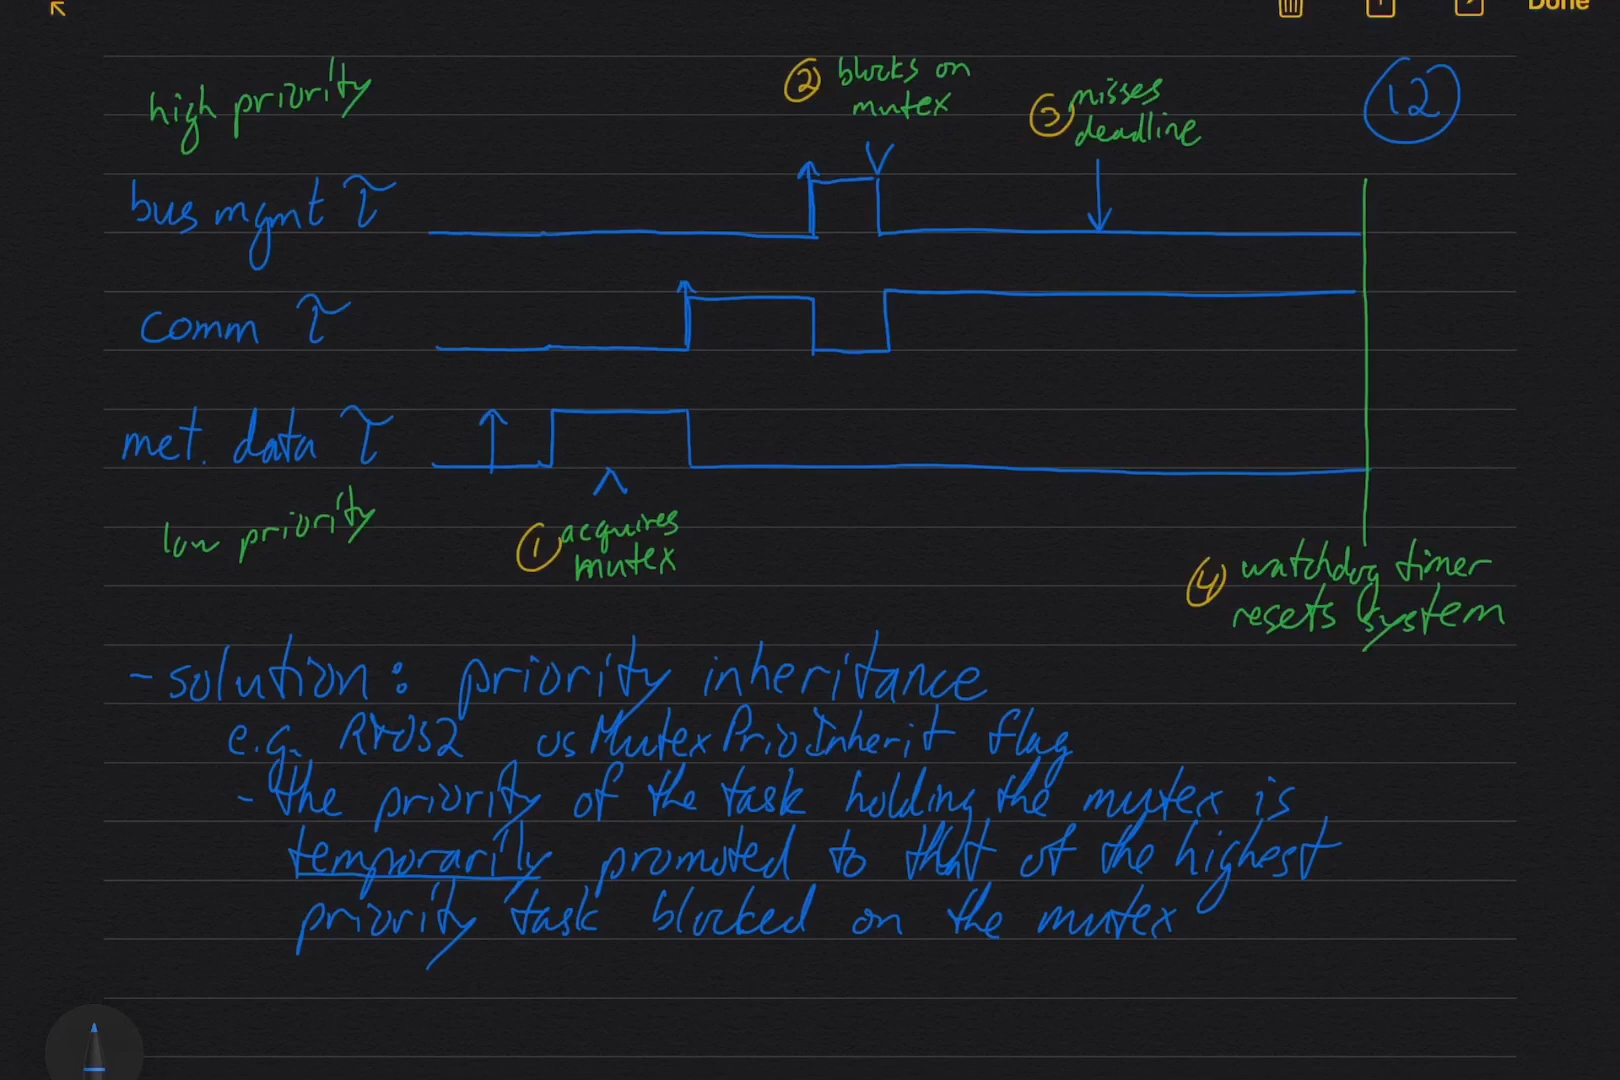 Done
high priority
② blocks on
mutex
③ misses
deadline
12
bus mgmt τ
comm τ
met. data τ
low priority
① acquires
mutex
④ watchdog timer
resets system
- solution: priority inheritance
e.g. RTOS2 osMutexPrioInherit flag
- the priority of the task holding the mutex is
temporarily promoted to that of the highest
priority task blocked on the mutex